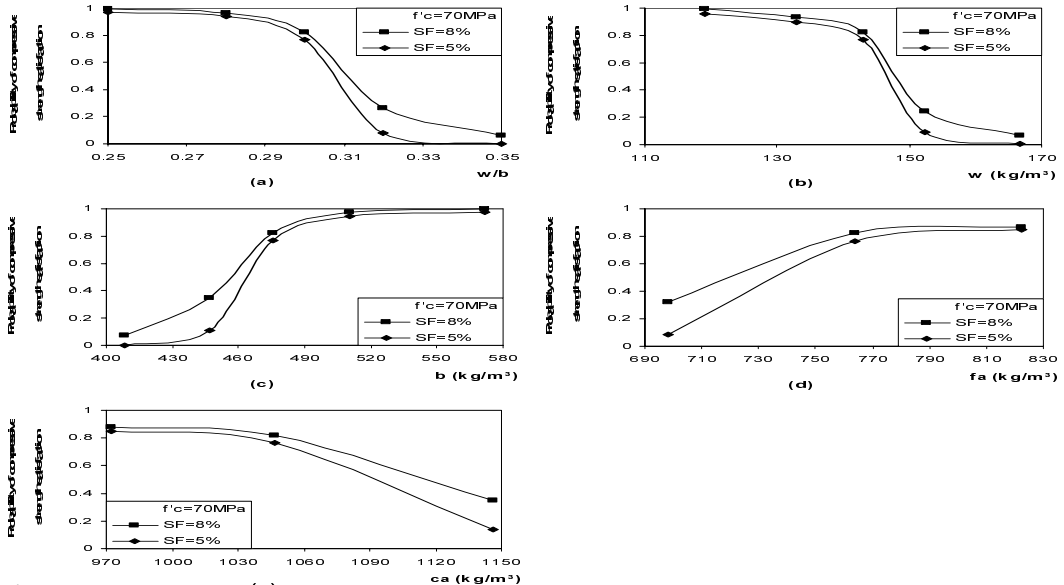 f'c=70MPa
SF=8%
SF=5%
1
0.8
0.6
0.4
0.2
0
0.25 0.27 0.29 0.31 0.33 0.35
w/b
(a)
f'c=70MPa
SF=8%
SF=5%
1
0.8
0.6
0.4
0.2
0
110 130 150 170
w (kg/m³)
(b)
1
0.8
0.6
0.4
0.2
0
f'c=70MPa
SF=8%
SF=5%
400 430 460 490 520 550 580
b (kg/m³)
(c)
1
0.8
0.6
0.4
0.2
0
f'c=70MPa
SF=8%
SF=5%
690 710 730 750 770 790 810 830
fa (kg/m³)
(d)
1
0.8
0.6
0.4
0.2
0
f'c=70MPa
SF=8%
SF=5%
970 1000 1030 1060 1090 1120 1150
ca (kg/m³)